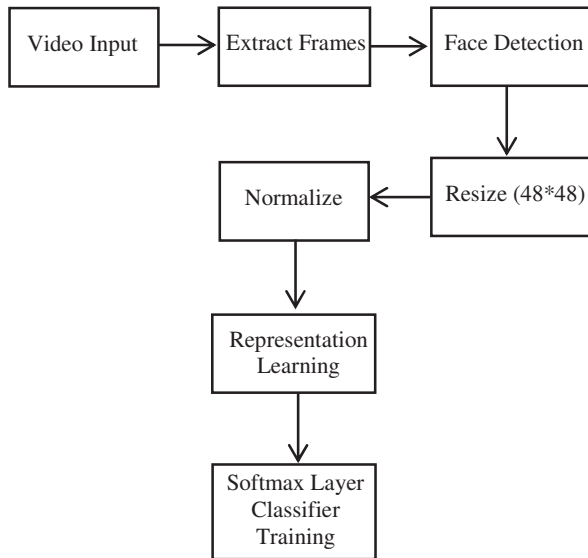 Video Input
Extract Frames
Face Detection
Resize (48*48)
Normalize
Representation
Learning
Softmax Layer
Classifier
Training